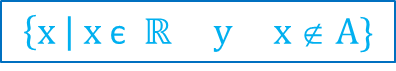 {x | x ϵ ℝ y x ∉ A}